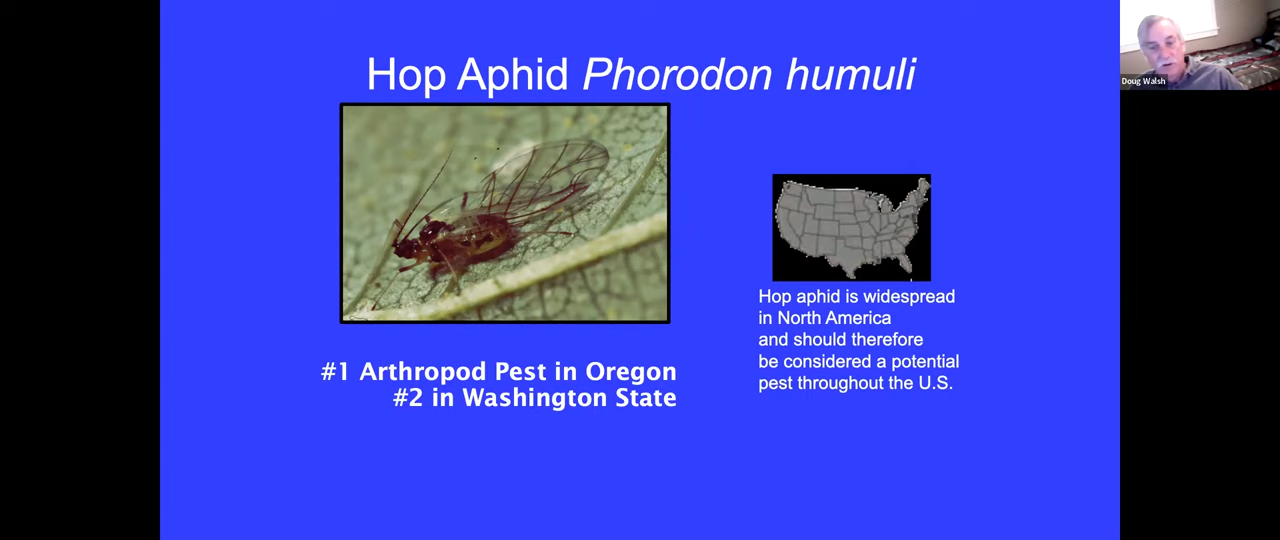 Hop Aphid Phorodon humuli
Doug Walsh
Hop aphid is widespread
in North America
and should therefore
be considered a potential
pest throughout the U.S.
#1 Arthropod Pest in Oregon
#2 in Washington State